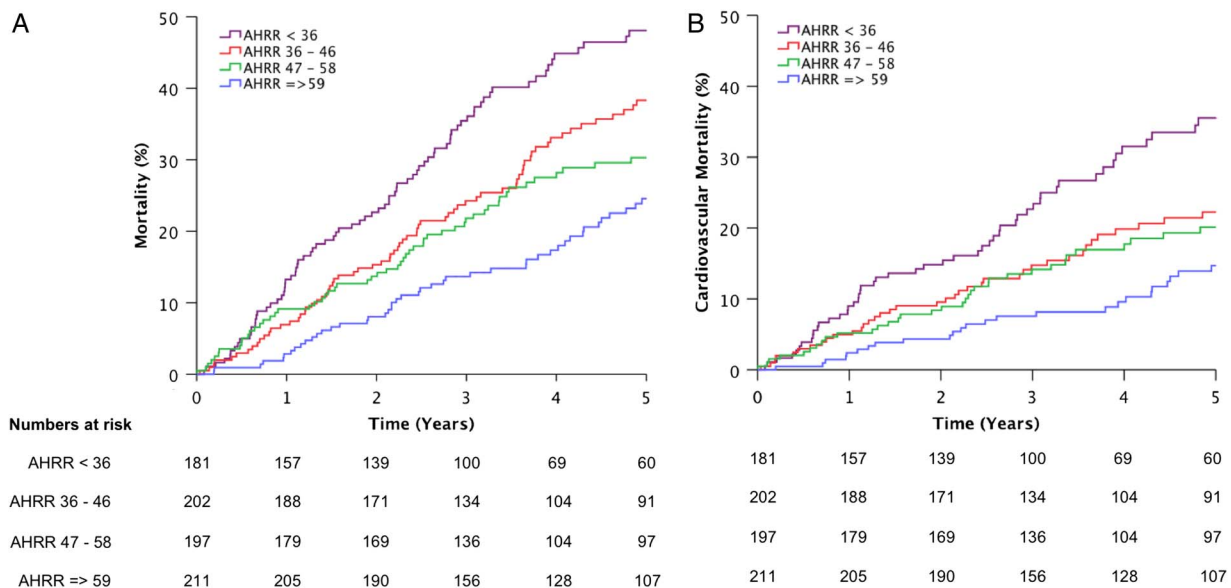 A
50
40
30
20
10
0
Mortality (%)
AHRR < 36
AHRR 36 – 46
AHRR 47 – 58
AHRR =>59
0 1 2 3 4 5
Time (Years)
B
50
40
30
20
10
0
Cardiovascular Mortality (%)
AHRR < 36
AHRR 36 – 46
AHRR 47 – 58
AHRR => 59
0 1 2 3 4 5
Time (Years)
Numbers at risk
AHRR < 36 181 157 139 100 69 60 181 157 139 100 69 60
AHRR 36 - 46 202 188 171 134 104 91 202 188 171 134 104 91
AHRR 47 - 58 197 179 169 136 104 97 197 179 169 136 104 97
AHRR => 59 211 205 190 156 128 107 211 205 190 156 128 107